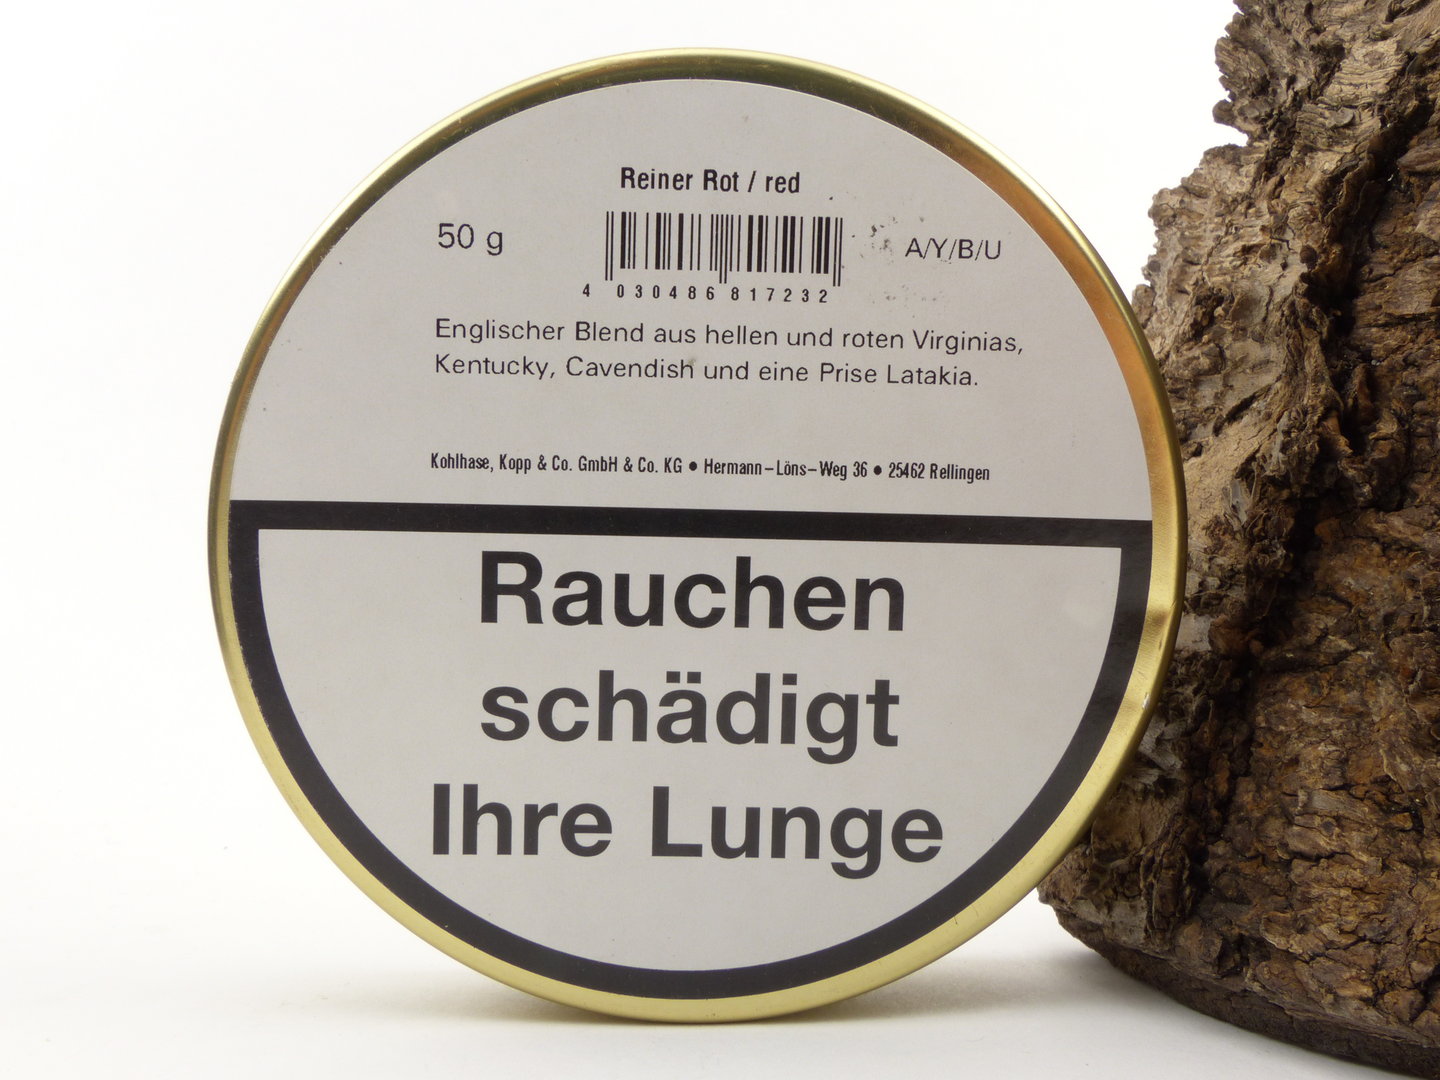 Reiner Rot / red
50 g
A/Y/B/U
4 030486 817232
Englischer Blend aus hellen und roten Virginias,
Kentucky, Cavendish und eine Prise Latakia.
Kohlhase, Kopp & Co. GmbH & Co. KG • Hermann–Löns–Weg 36 • 25462 Rellingen
Rauchen
schädigt
Ihre Lunge